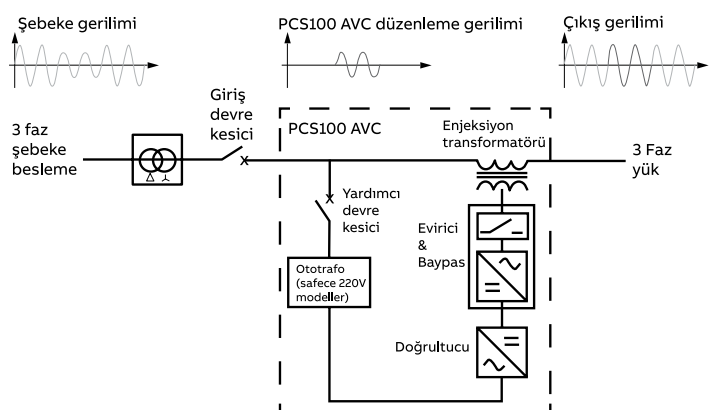 Şebeke gerilimi
PCS100 AVC düzenleme gerilimi
Çıkış gerilimi
3 faz
şebeke
besleme
Giriş
devre
kesici
PCS100 AVC
Enjeksiyon
transformatörü
3 Faz
yük
Yardımcı
devre
kesici
Evirici
&
Baypas
Ototrafo
(safece 220V
modeller)
Doğrultucu